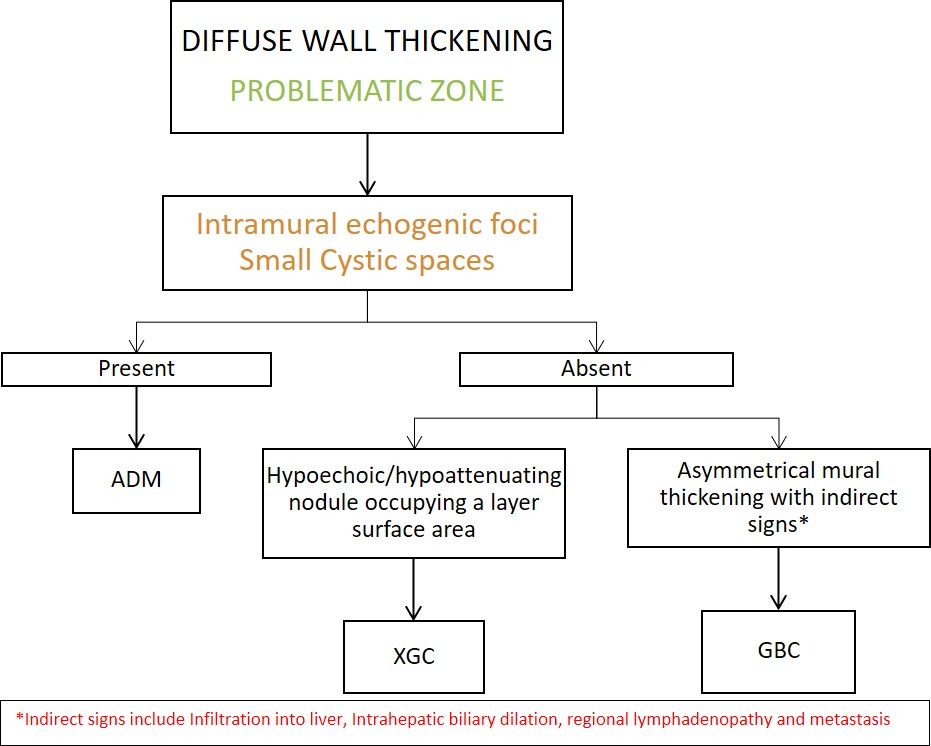 DIFFUSE WALL THICKENING
PROBLEMATIC ZONE
Intramural echogenic foci
Small Cystic spaces
Present
Absent
ADM
Hypoechoic/hypoattenuating
nodule occupying a layer
surface area
Asymmetrical mural
thickening with indirect
signs*
XGC
GBC
*Indirect signs include Infiltration into liver, Intrahepatic biliary dilation, regional lymphadenopathy and metastasis